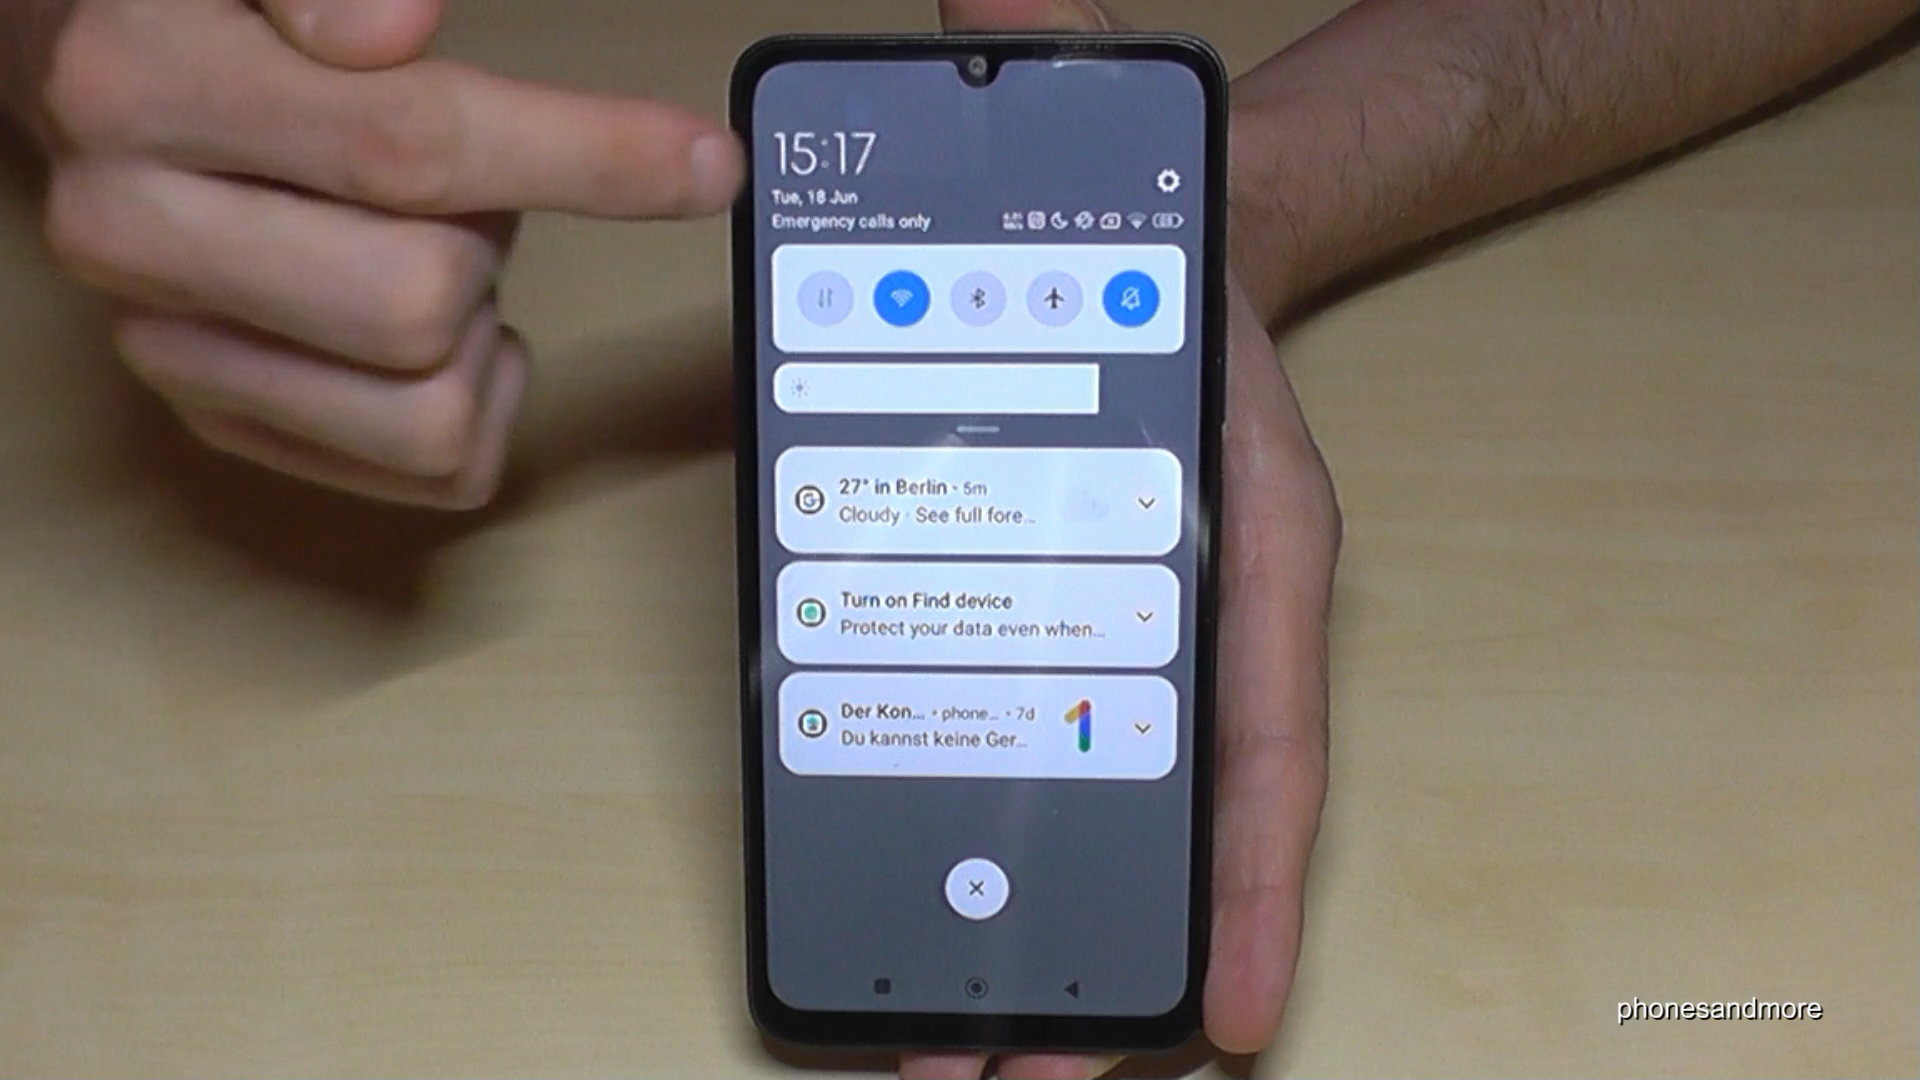 15:17
Tue, 18 Jun
Emergency calls only
27° in Berlin • 5m
Cloudy · See full fore...
Turn on Find device
Protect your data even when...
Der Kon... • phone... • 7d
Du kannst keine Ger...
phonesandmore